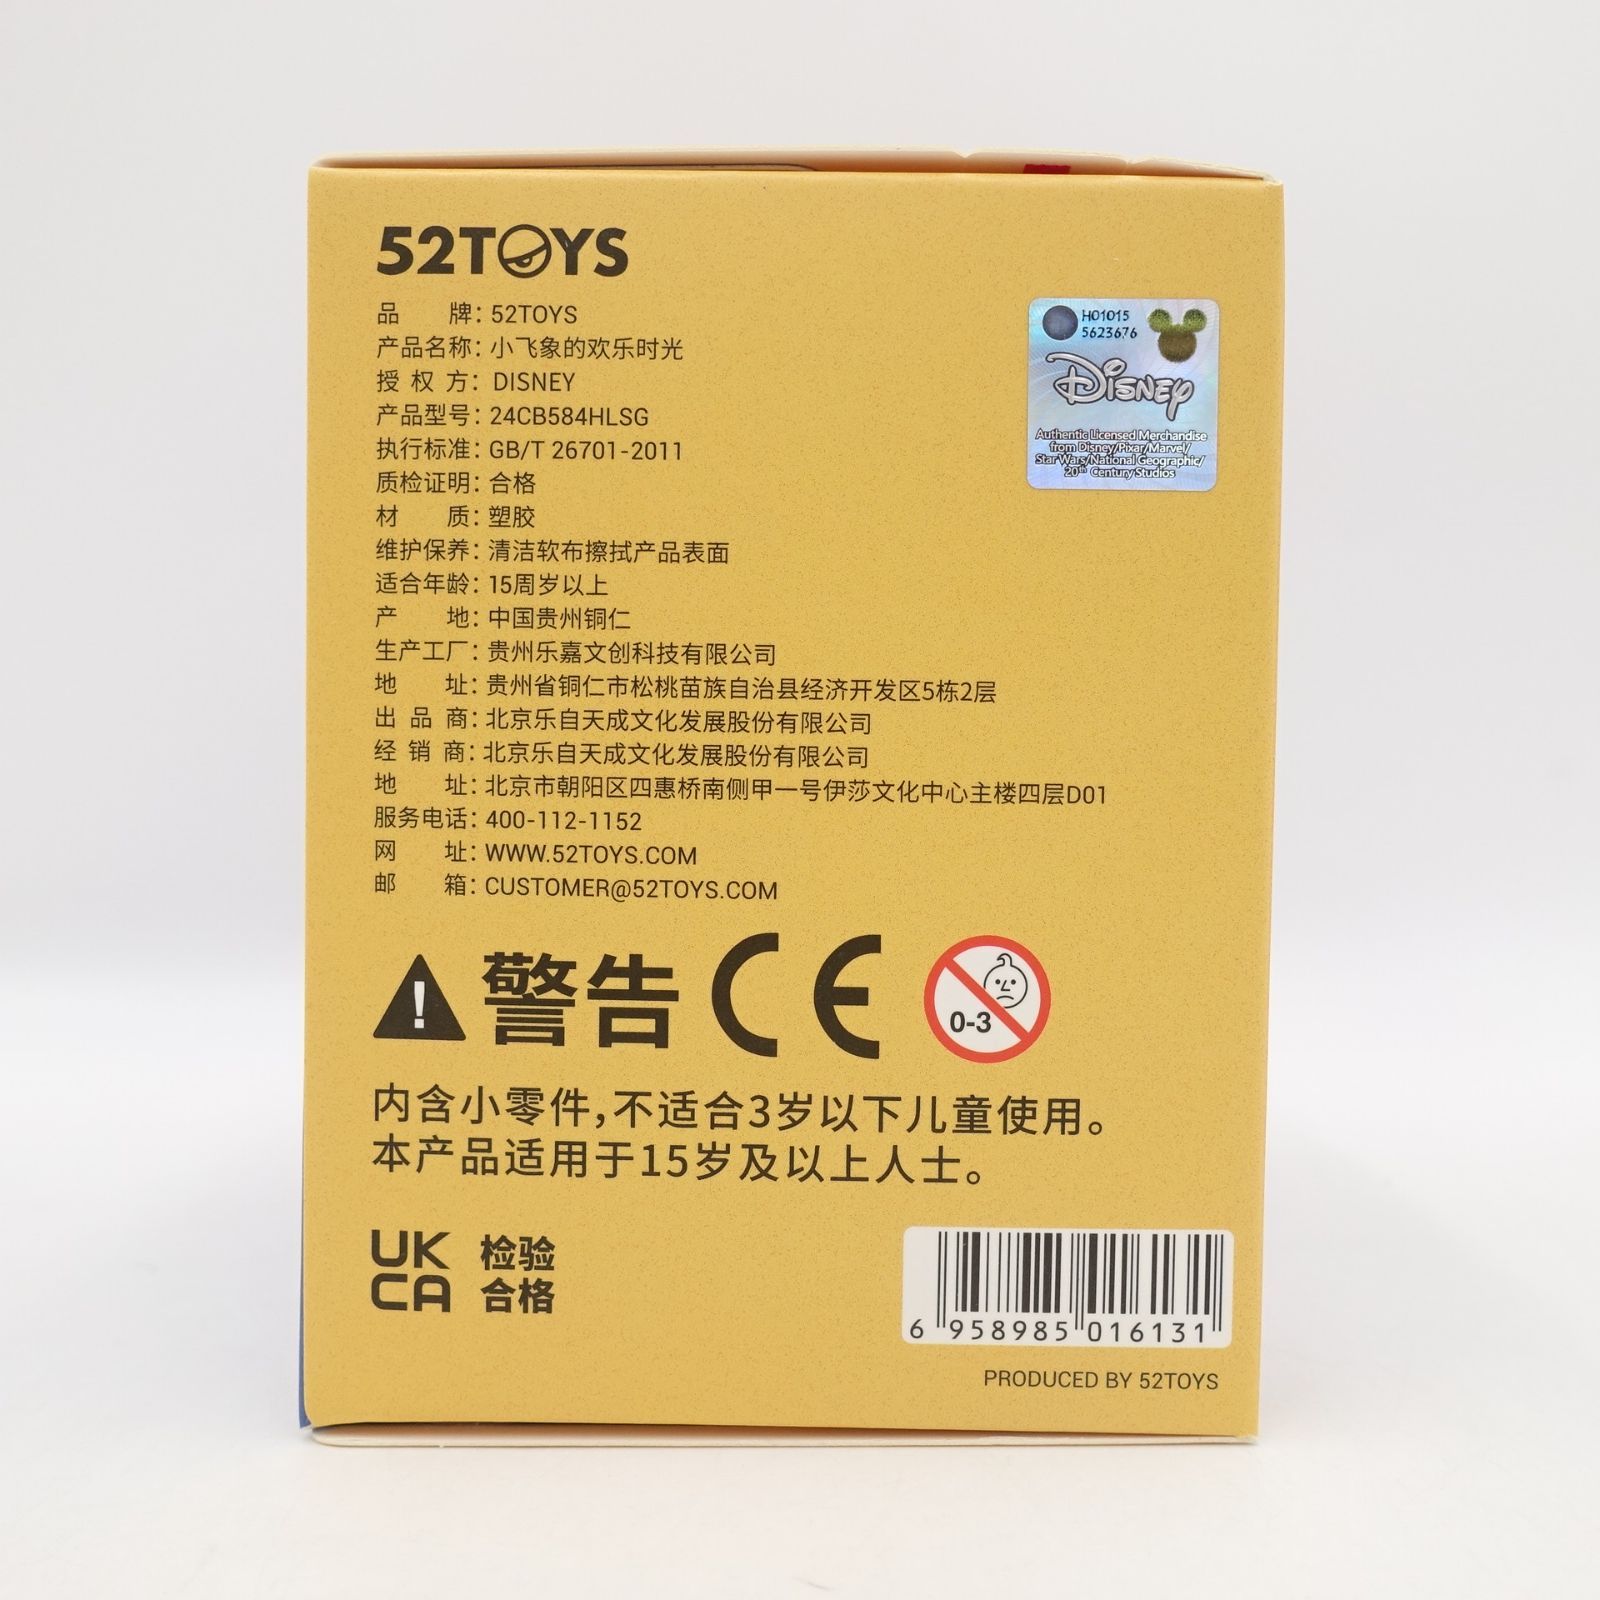 52TOYS
品 牌：52TOYS
产品名称：小飞象的欢乐时光
授 权 方：DISNEY
产品型号：24CB584HLSG
执行标准：GB/T 26701-2011
质检证明：合格
材 质：塑胶
维护保养：清洁软布擦拭产品表面
适合年龄：15周岁以上
产 地：中国贵州铜仁
生产工厂：贵州乐嘉文创科技有限公司
地 址：贵州省铜仁市松桃苗族自治县经济开发区5栋2层
出 品 商：北京乐自天成文化发展股份有限公司
经 销 商：北京乐自天成文化发展股份有限公司
地 址：北京市朝阳区四惠桥南侧甲一号伊莎文化中心主楼四层D01
服务电话：400-112-1152
网 址：WWW.52TOYS.COM
邮 箱：CUSTOMER@52TOYS.COM
H01015
5623676
Disney
Authentic Licensed Merchandise
from Disney/Pixar/Marvel/
Star Wars/National Geographic/
20th Century Studios
! 警告 CE 0-3
内含小零件,不适合3岁以下儿童使用。
本产品适用于15岁及以上人士。
UK
CA
检验
合格
6 958985 016131
PRODUCED BY 52TOYS